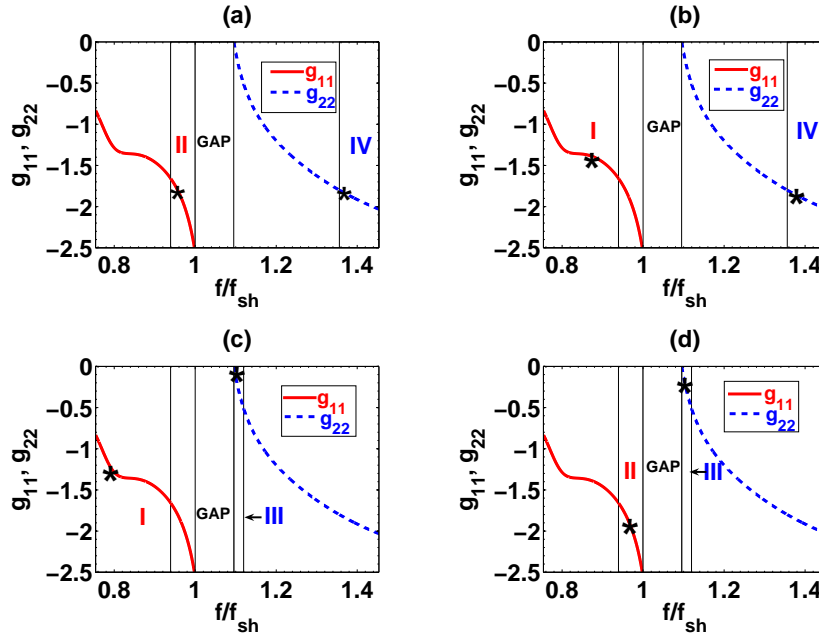 (a)
0
−0.5
−1
−1.5
−2
−2.5
g11, g22
0.8 1 1.2 1.4
f/fsh
g11
g22
II
GAP
IV
(b)
0
−0.5
−1
−1.5
−2
−2.5
g11, g22
0.8 1 1.2 1.4
f/fsh
g11
g22
I
GAP
IV
(c)
0
−0.5
−1
−1.5
−2
−2.5
g11, g22
0.8 1 1.2 1.4
f/fsh
g11
g22
I
GAP
III
(d)
0
−0.5
−1
−1.5
−2
−2.5
g11, g22
0.8 1 1.2 1.4
f/fsh
g11
g22
II
GAP
III